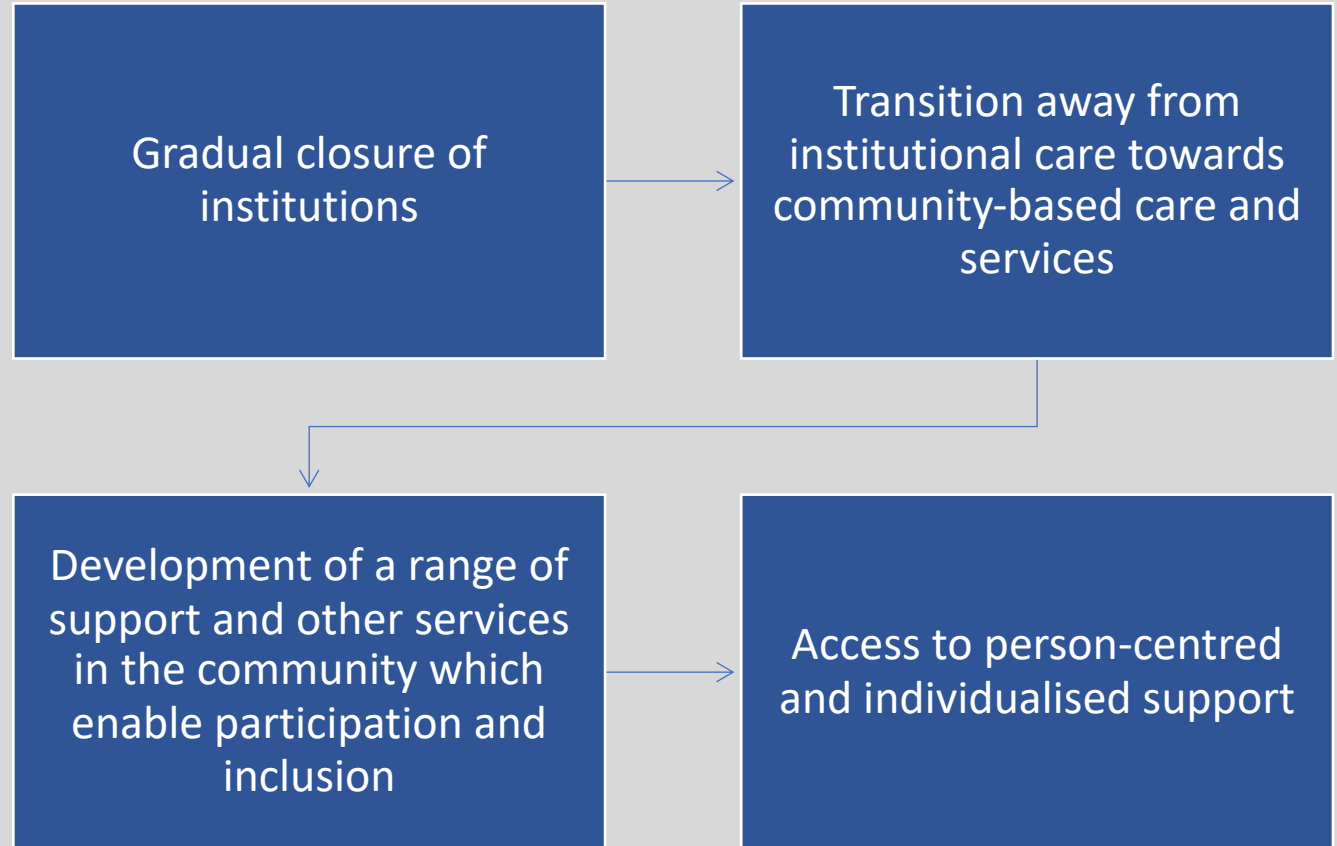 Gradual closure of
institutions
Transition away from
institutional care towards
community-based care and
services
Development of a range of
support and other services
in the community which
enable participation and
inclusion
Access to person-centred
and individualised support